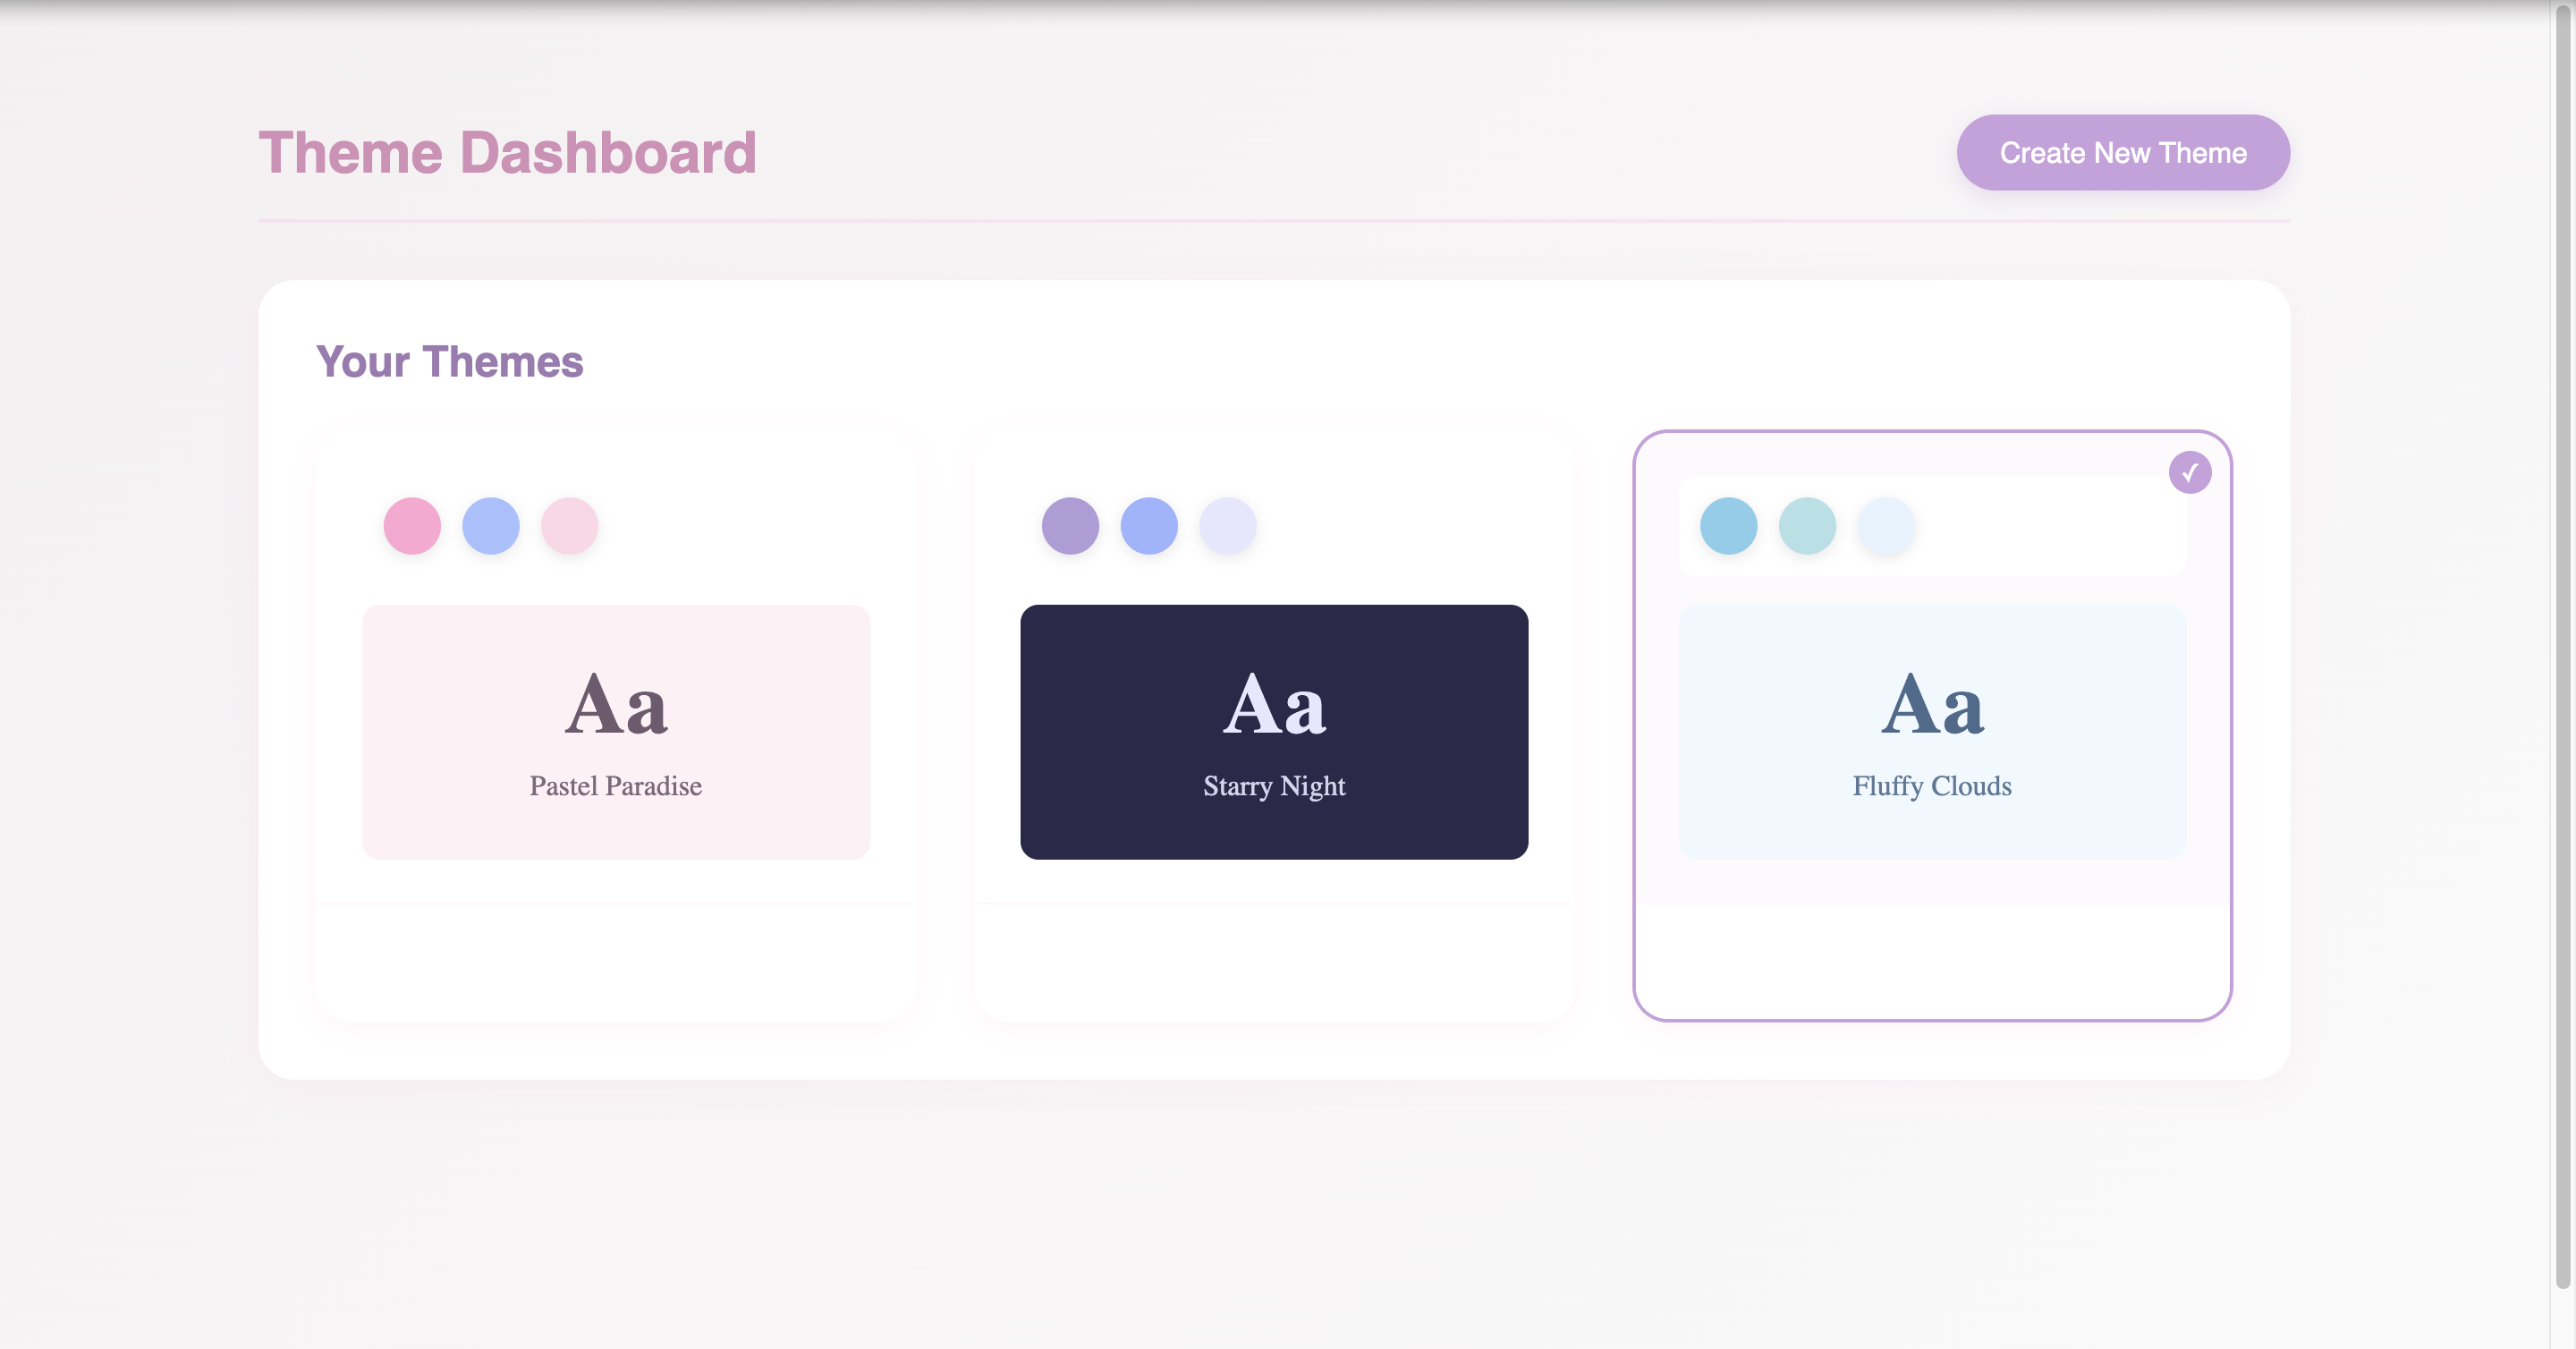 Theme Dashboard
Create New Theme
Your Themes
Aa
Pastel Paradise
Aa
Starry Night
Aa
Fluffy Clouds